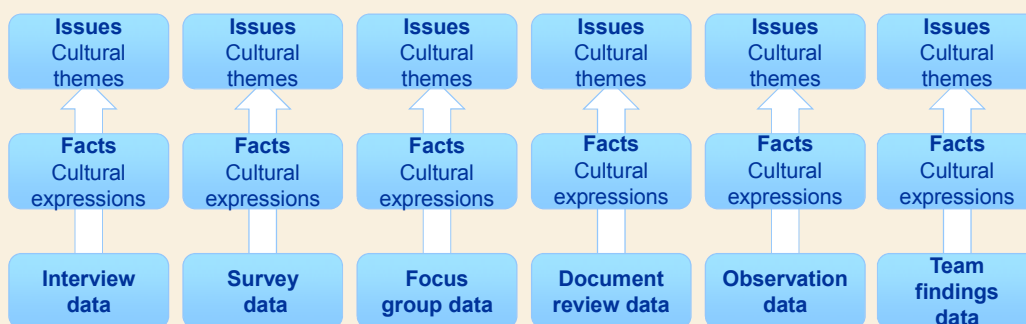 Issues
Cultural
themes
Issues
Cultural
themes
Issues
Cultural
themes
Issues
Cultural
themes
Issues
Cultural
themes
Issues
Cultural
themes
Facts
Cultural
expressions
Facts
Cultural
expressions
Facts
Cultural
expressions
Facts
Cultural
expressions
Facts
Cultural
expressions
Facts
Cultural
expressions
Interview
data
Survey
data
Focus
group data
Document
review data
Observation
data
Team
findings
data